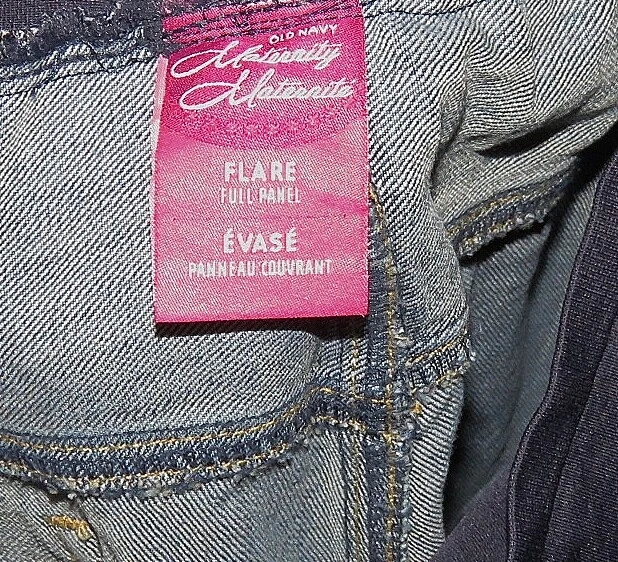 OLD NAVY
Maternity
Maternité
FLARE
FULL PANEL
ÉVASÉ
PANNEAU COUVRANT